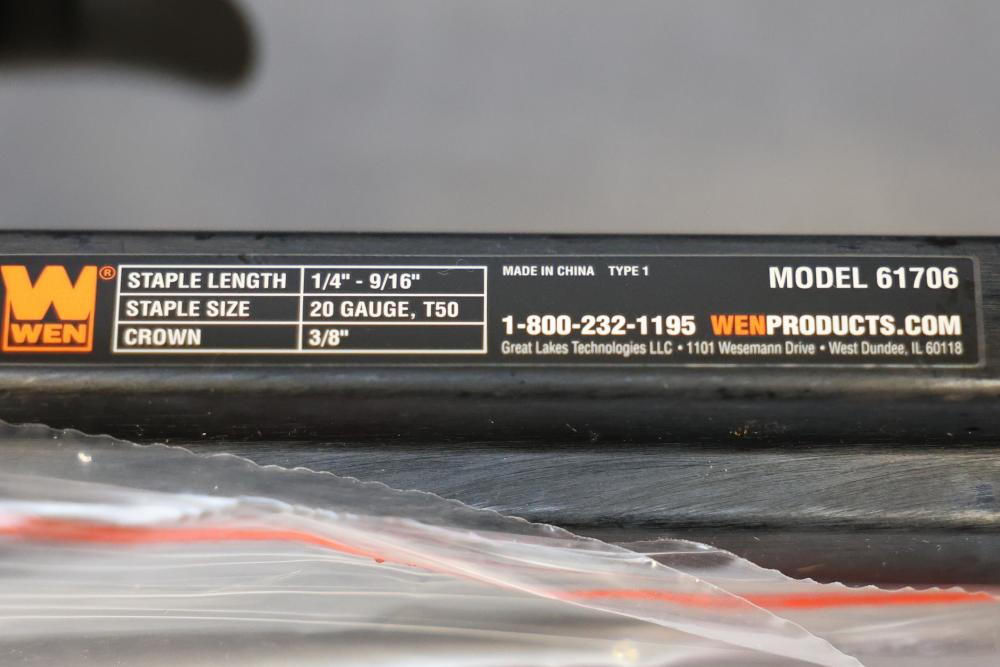 W®
WEN
STAPLE LENGTH 1/4" - 9/16"
STAPLE SIZE 20 GAUGE, T50
CROWN 3/8"
MADE IN CHINA TYPE 1
MODEL 61706
1-800-232-1195 WENPRODUCTS.COM
Great Lakes Technologies LLC • 1101 Wesemann Drive • West Dundee, IL 60118